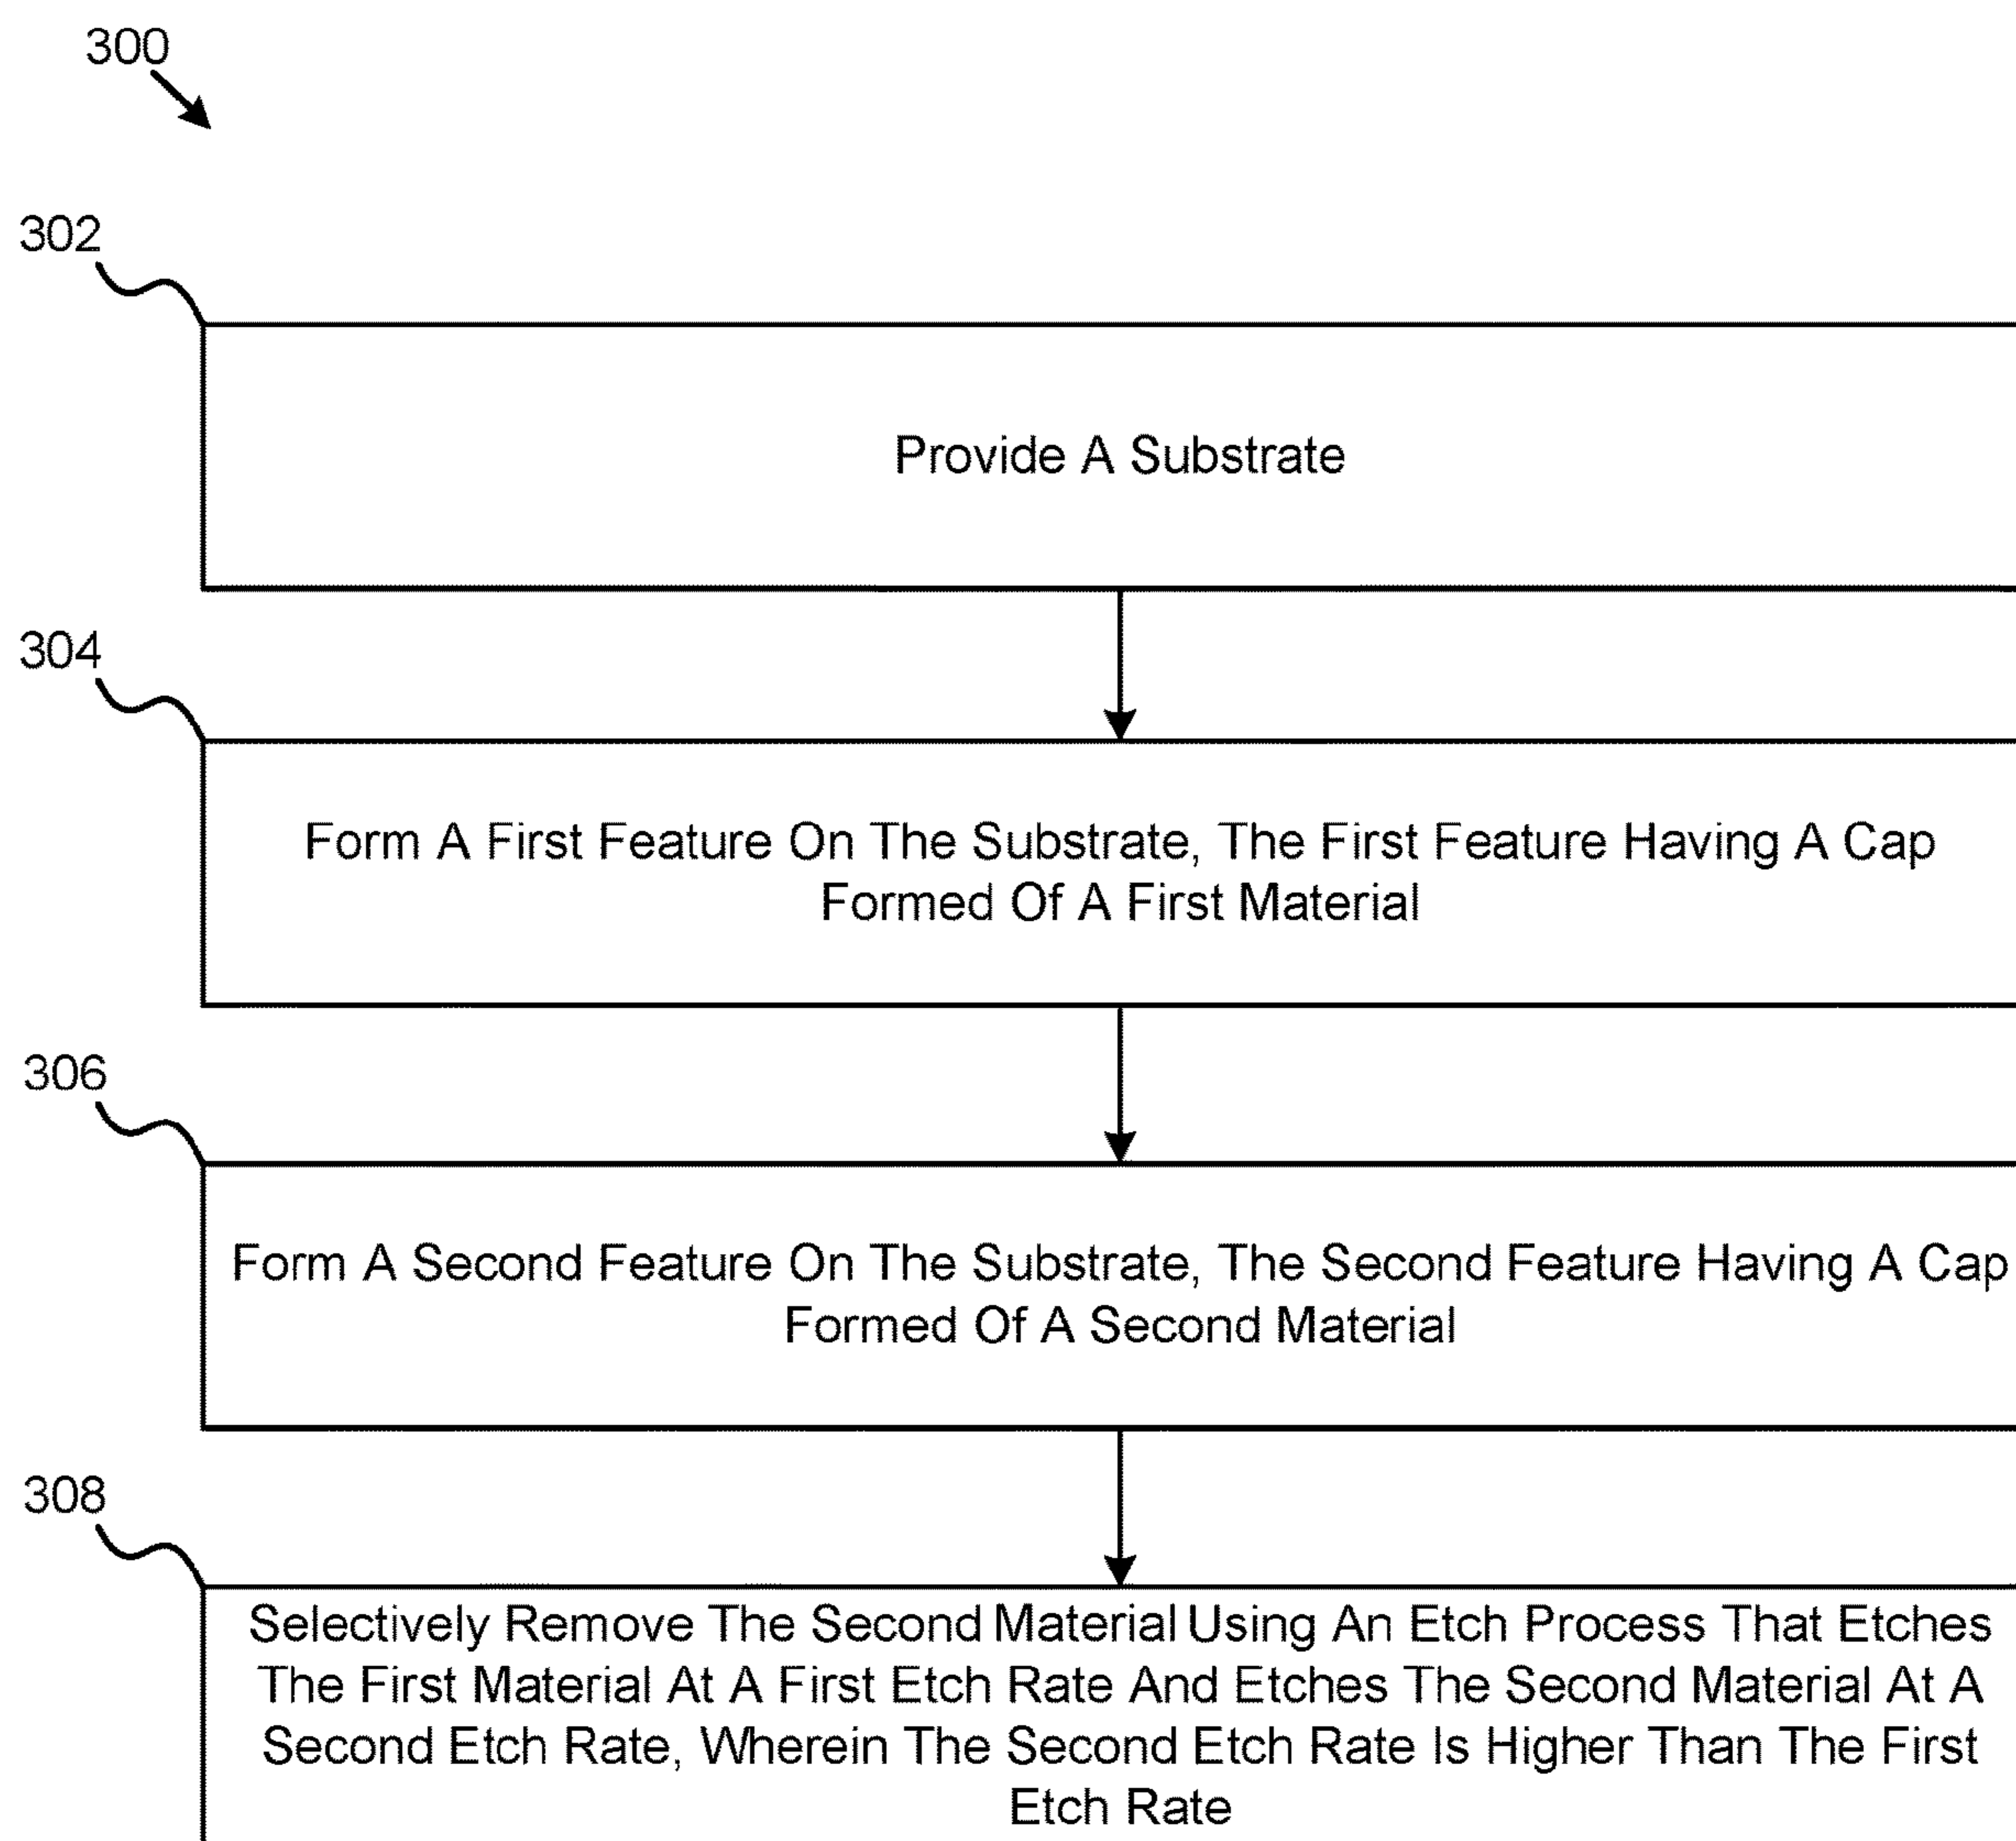 300
302
Provide A Substrate
304
Form A First Feature On The Substrate, The First Feature Having A Cap
Formed Of A First Material
306
Form A Second Feature On The Substrate, The Second Feature Having A Cap
Formed Of A Second Material
308
Selectively Remove The Second Material Using An Etch Process That Etches
The First Material At A First Etch Rate And Etches The Second Material At A
Second Etch Rate, Wherein The Second Etch Rate Is Higher Than The First
Etch Rate